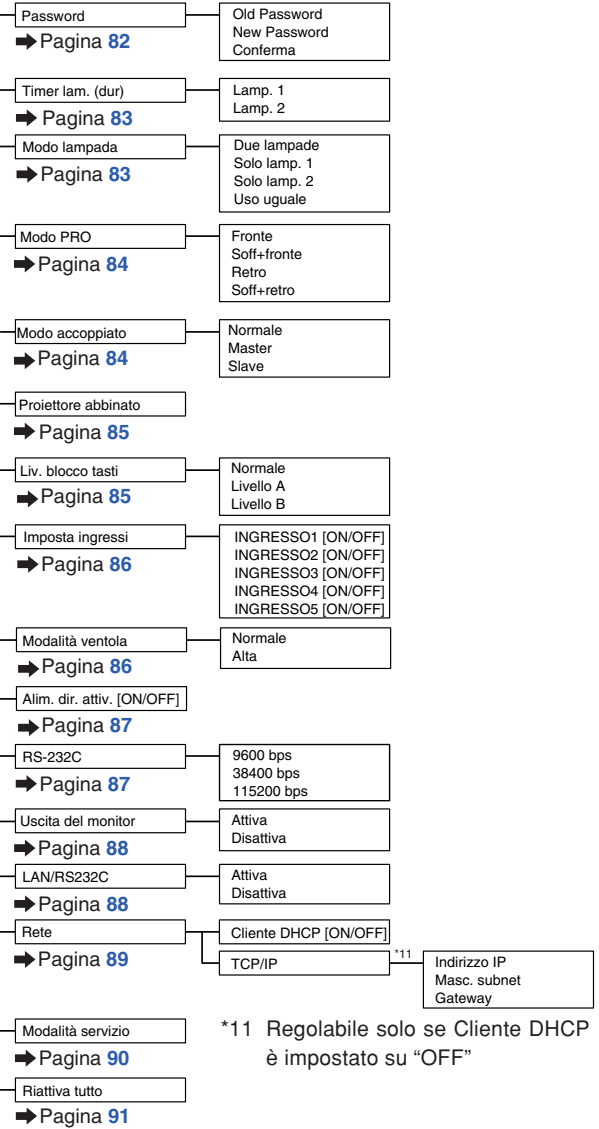 Password
Old Password
New Password
Conferma
Pagina 82
Timer lam. (dur)
Lamp. 1
Lamp. 2
Pagina 83
Modo lampada
Due lampade
Solo lamp. 1
Solo lamp. 2
Uso uguale
Pagina 83
Modo PRO
Fronte
Soff+fronte
Retro
Soff+retro
Pagina 84
Modo accoppiato
Normale
Master
Slave
Pagina 84
Proiettore abbinato
Pagina 85
Liv. blocco tasti
Normale
Livello A
Livello B
Pagina 85
Imposta ingressi
INGRESSO1 [ON/OFF]
INGRESSO2 [ON/OFF]
INGRESSO3 [ON/OFF]
INGRESSO4 [ON/OFF]
INGRESSO5 [ON/OFF]
Pagina 86
Modalità ventola
Normale
Alta
Pagina 86
Alim. dir. attiv. [ON/OFF]
Pagina 87
RS-232C
9600 bps
38400 bps
115200 bps
Pagina 87
Uscita del monitor
Attiva
Disattiva
Pagina 88
LAN/RS232C
Attiva
Disattiva
Pagina 88
Rete
Cliente DHCP [ON/OFF]
Pagina 89
TCP/IP
*11
Indirizzo IP
Masc. subnet
Gateway
Modalità servizio
Pagina 90
*11 Regolabile solo se Cliente DHCP
è impostato su “OFF”
Riattiva tutto
Pagina 91